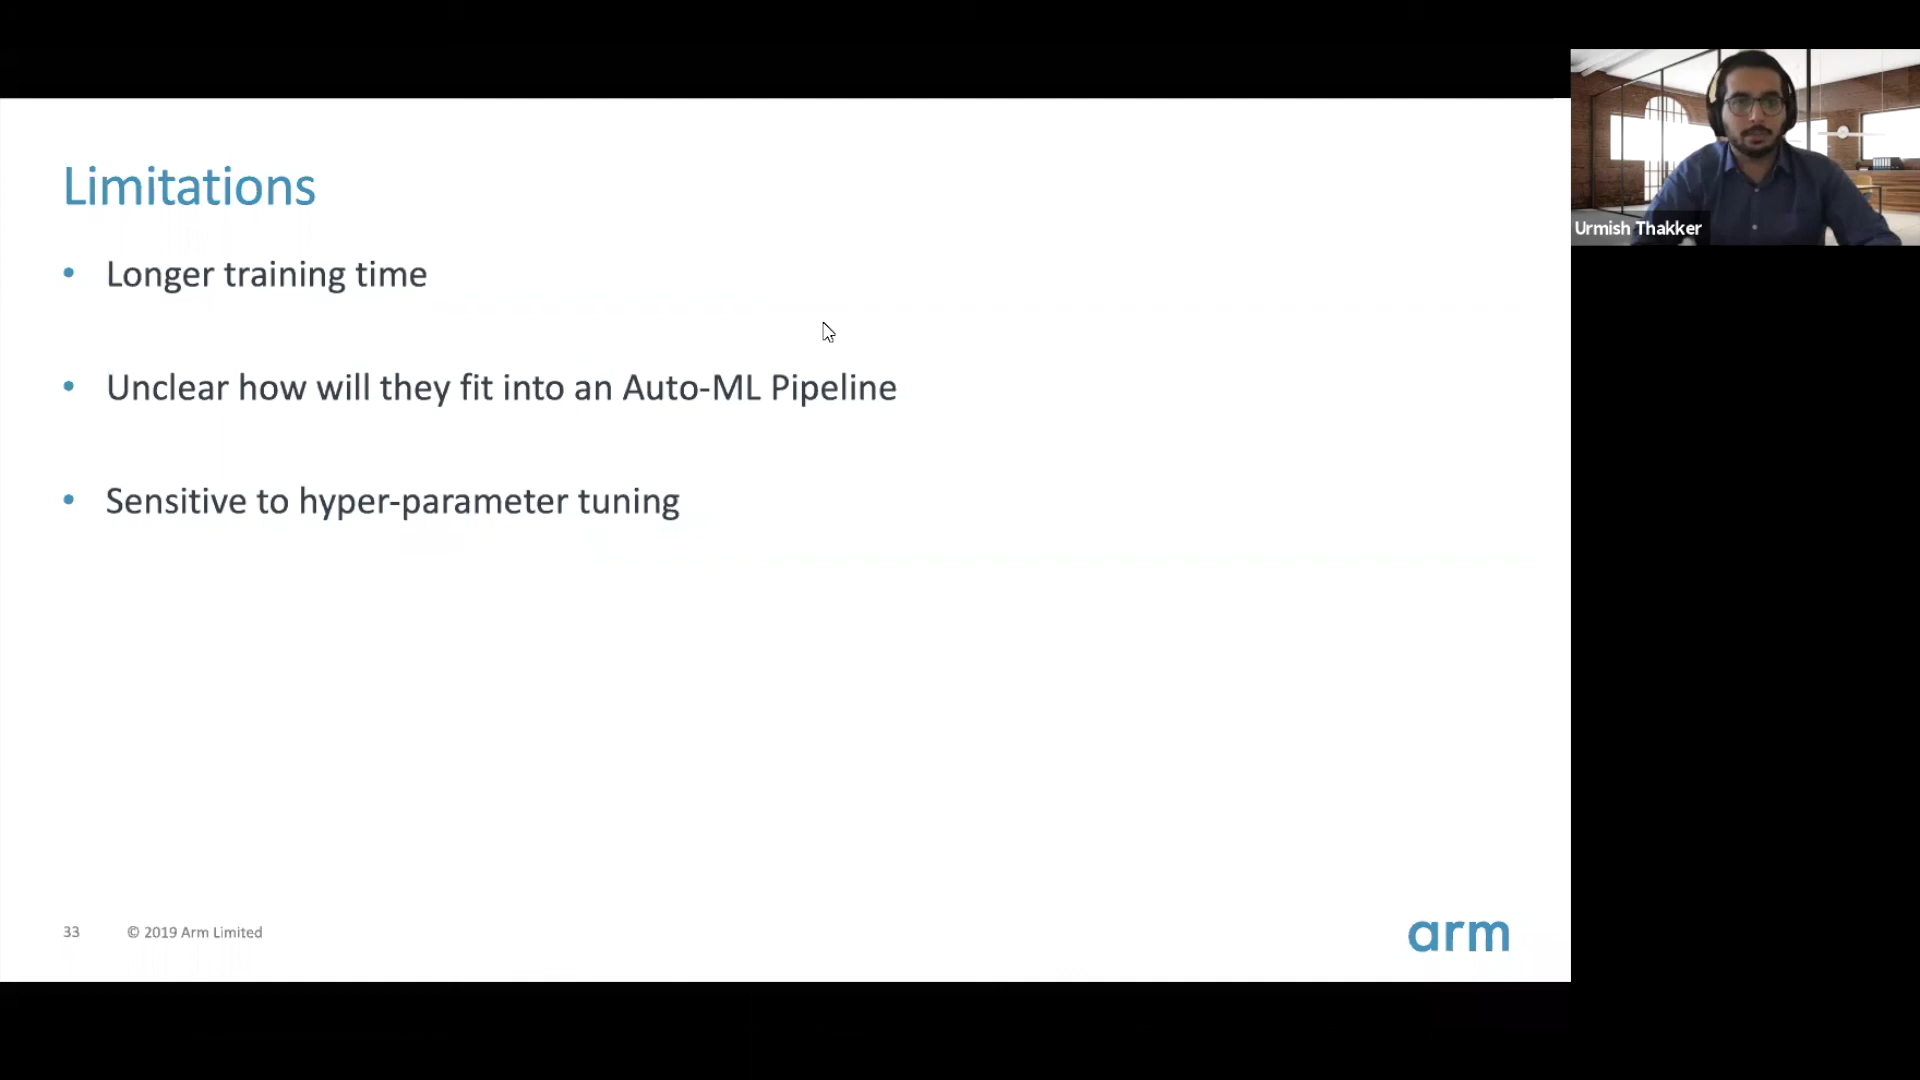 Limitations
• Longer training time
• Unclear how will they fit into an Auto-ML Pipeline
• Sensitive to hyper-parameter tuning
33 © 2019 Arm Limited
arm
Urmish Thakker